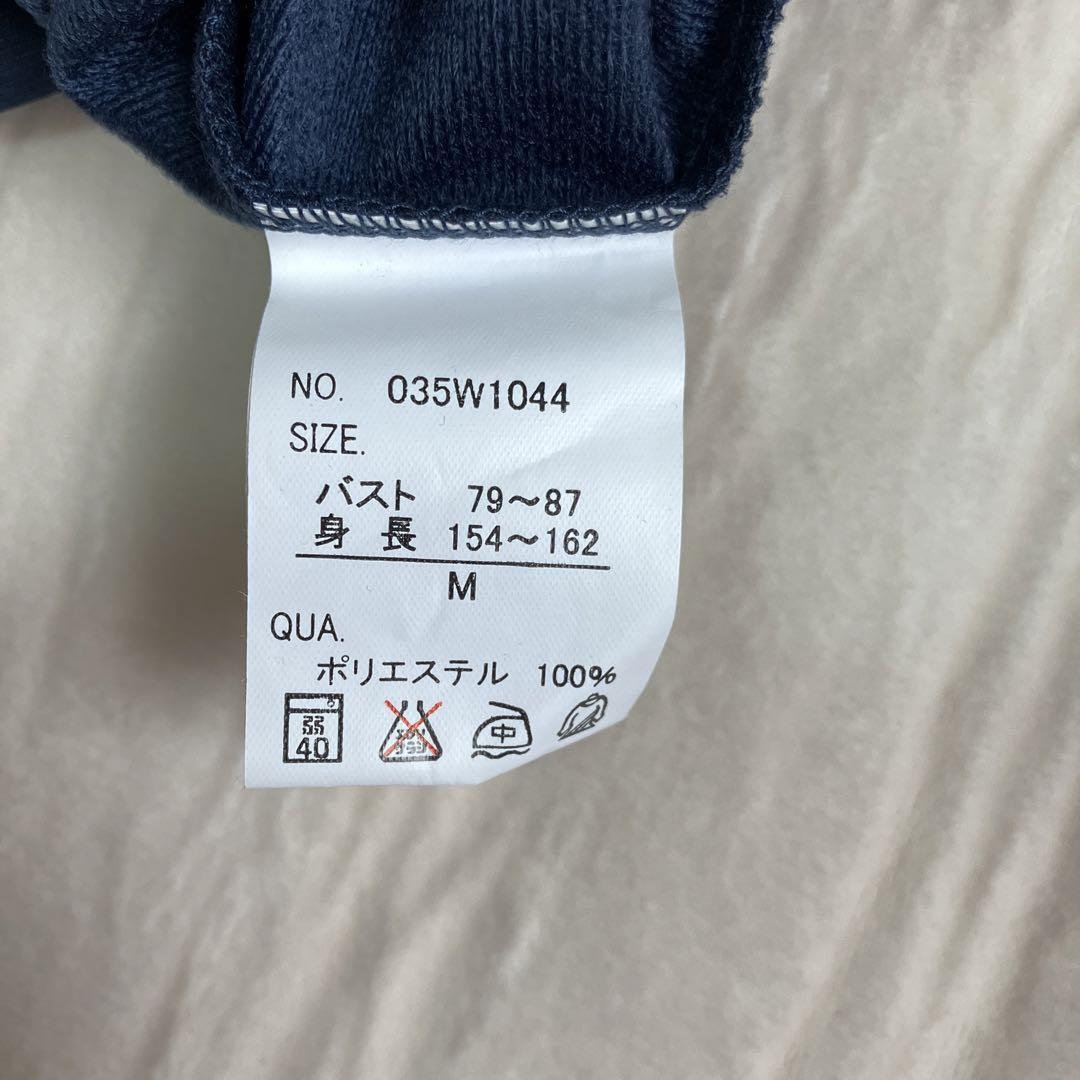 NO. 035W1044
SIZE.
バスト 79〜87
身長 154〜162
M
QUA.
ポリエステル 100%
弱
40
中